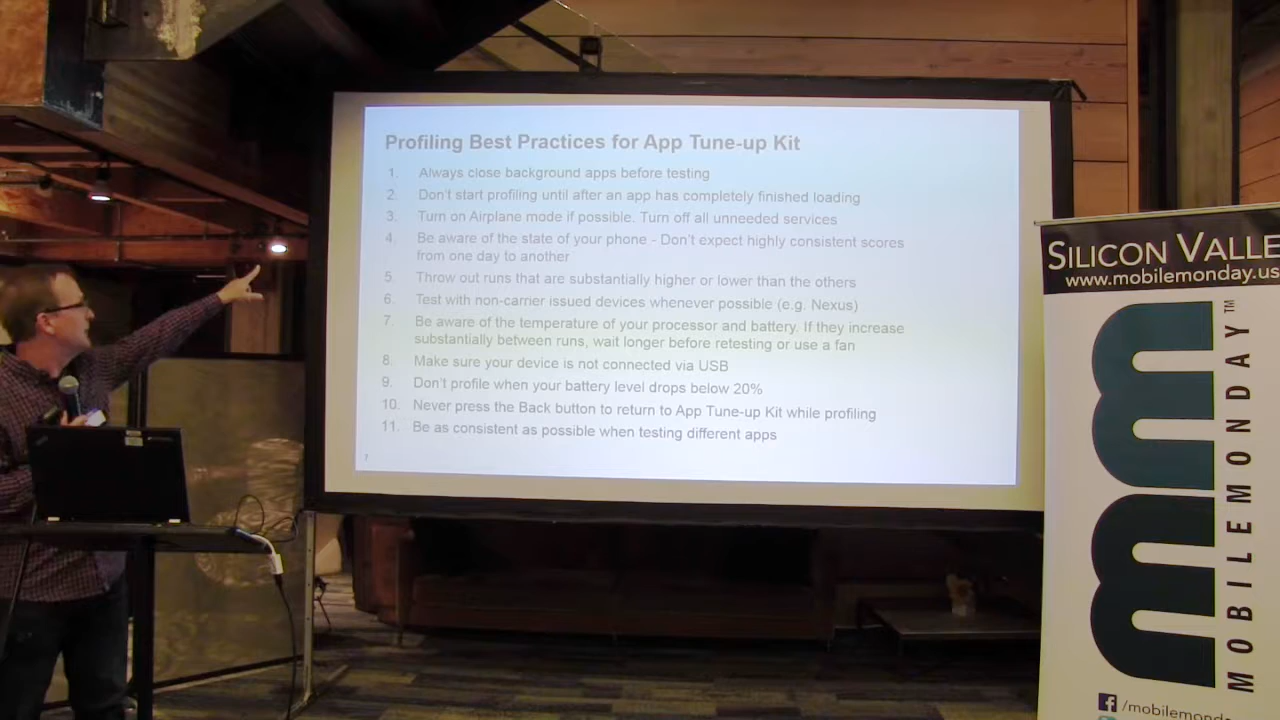 Profiling Best Practices for App Tune-up Kit
1. Always close background apps before testing
2. Don't start profiling until after an app has completely finished loading
3. Turn on Airplane mode if possible. Turn off all unneeded services
4. Be aware of the state of your phone - Don't expect highly consistent scores
from one day to another
5 Throw out runs that are substantially higher or lower than the others
6. Test with non-carrier issued devices whenever possible (e.g. Nexus)
7. Be aware of the temperature of your processor and battery. If they increase
substantially between runs, wait longer before retesting or use a fan
8. Make sure your device is not connected via USB
9. Don't profile when your battery level drops below 20%
10. Never press the Back button to return to App Tune-up Kit while profiling
11. Be as consistent as possible when testing different apps
7
SILICON VALLE
www.mobilemonday.us
MOBILEMONDAY™
/mobilemonda